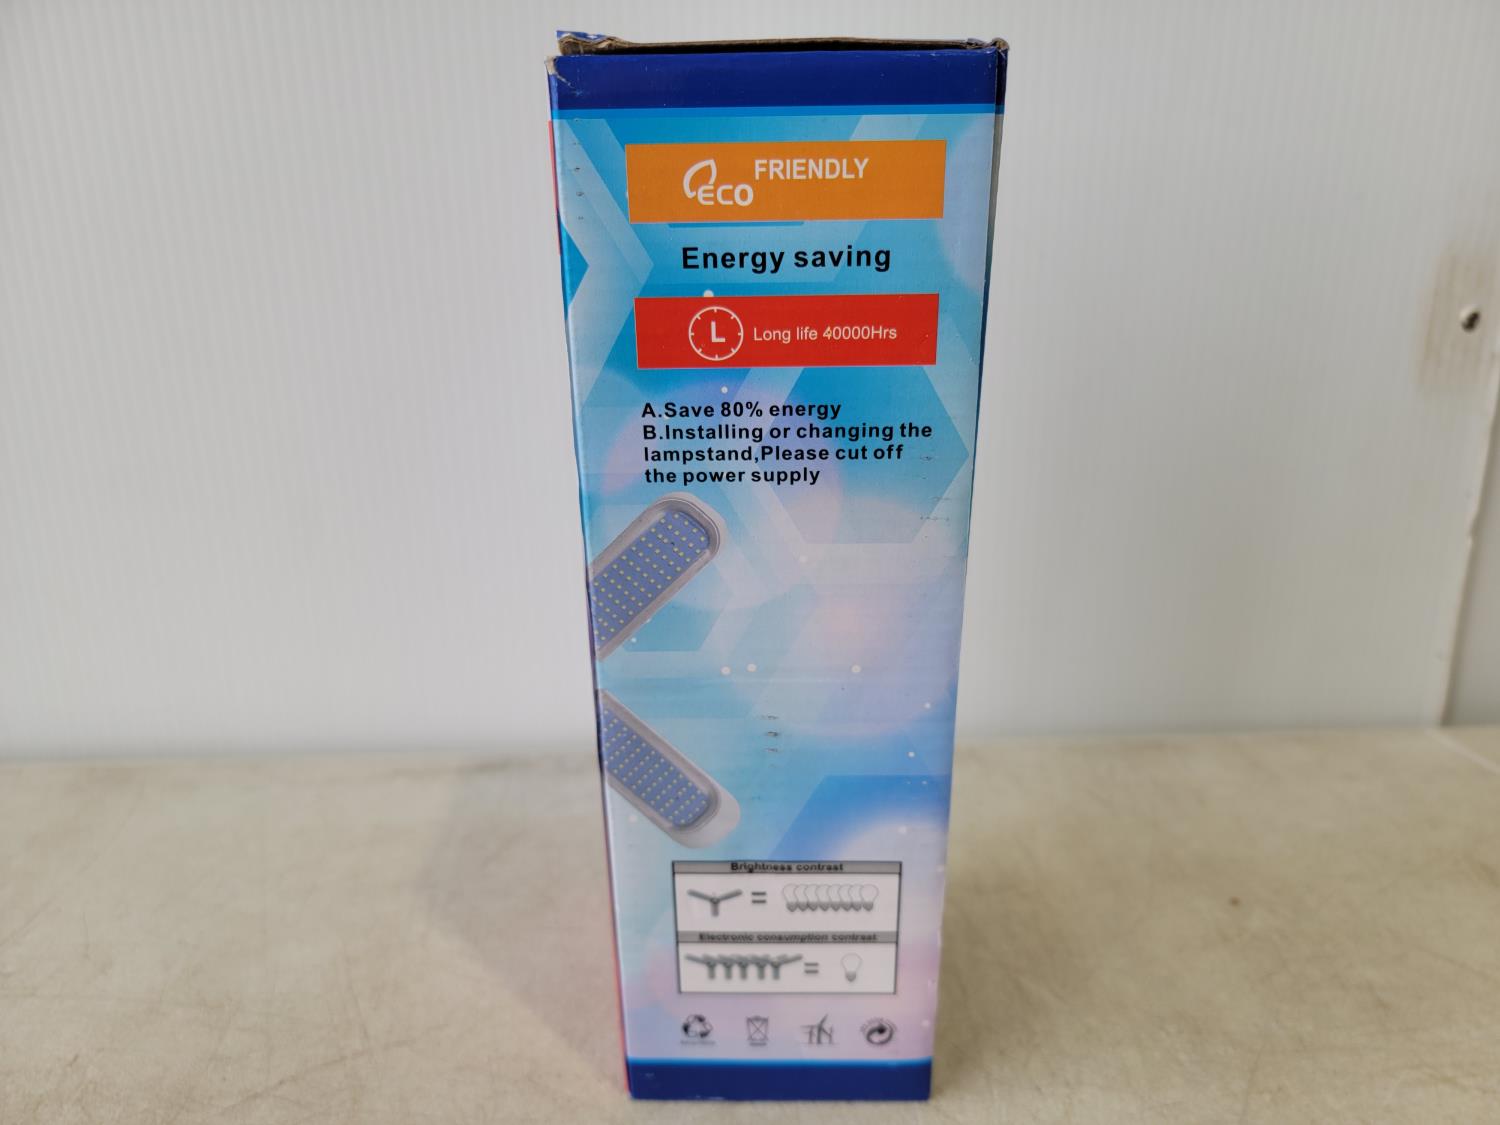 eco FRIENDLY
Energy saving
L Long life 40000Hrs
A.Save 80% energy
B.Installing or changing the
lampstand,Please cut off
the power supply
Brightness contrast
=
Electronic consumption contrast
=